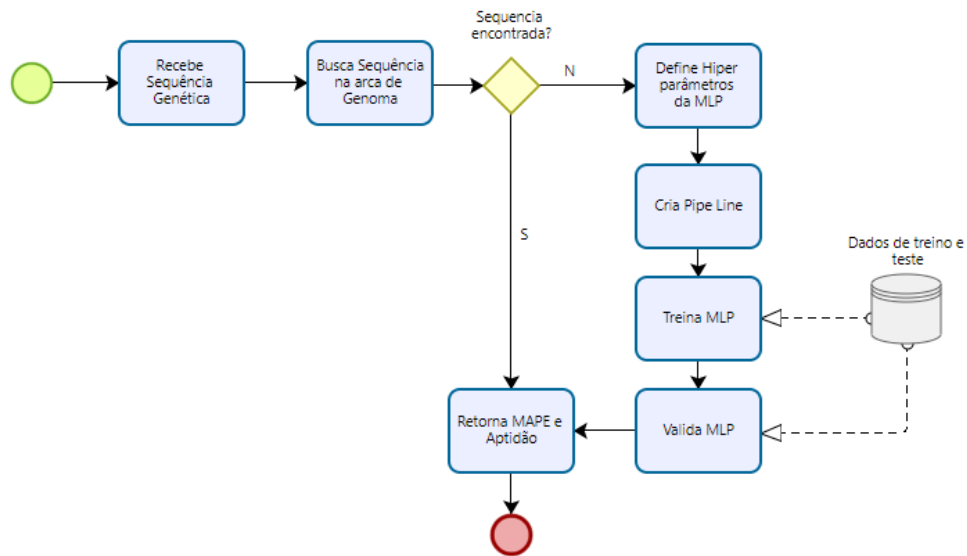 Sequencia
encontrada?
Recebe
Sequência
Genética
Busca Sequência
na arca de
Genoma
N
Define Hiper
parâmetros
da MLP
Cria Pipe Line
S
Dados de treino e
teste
Treina MLP
Retorna MAPE e
Aptidão
Valida MLP